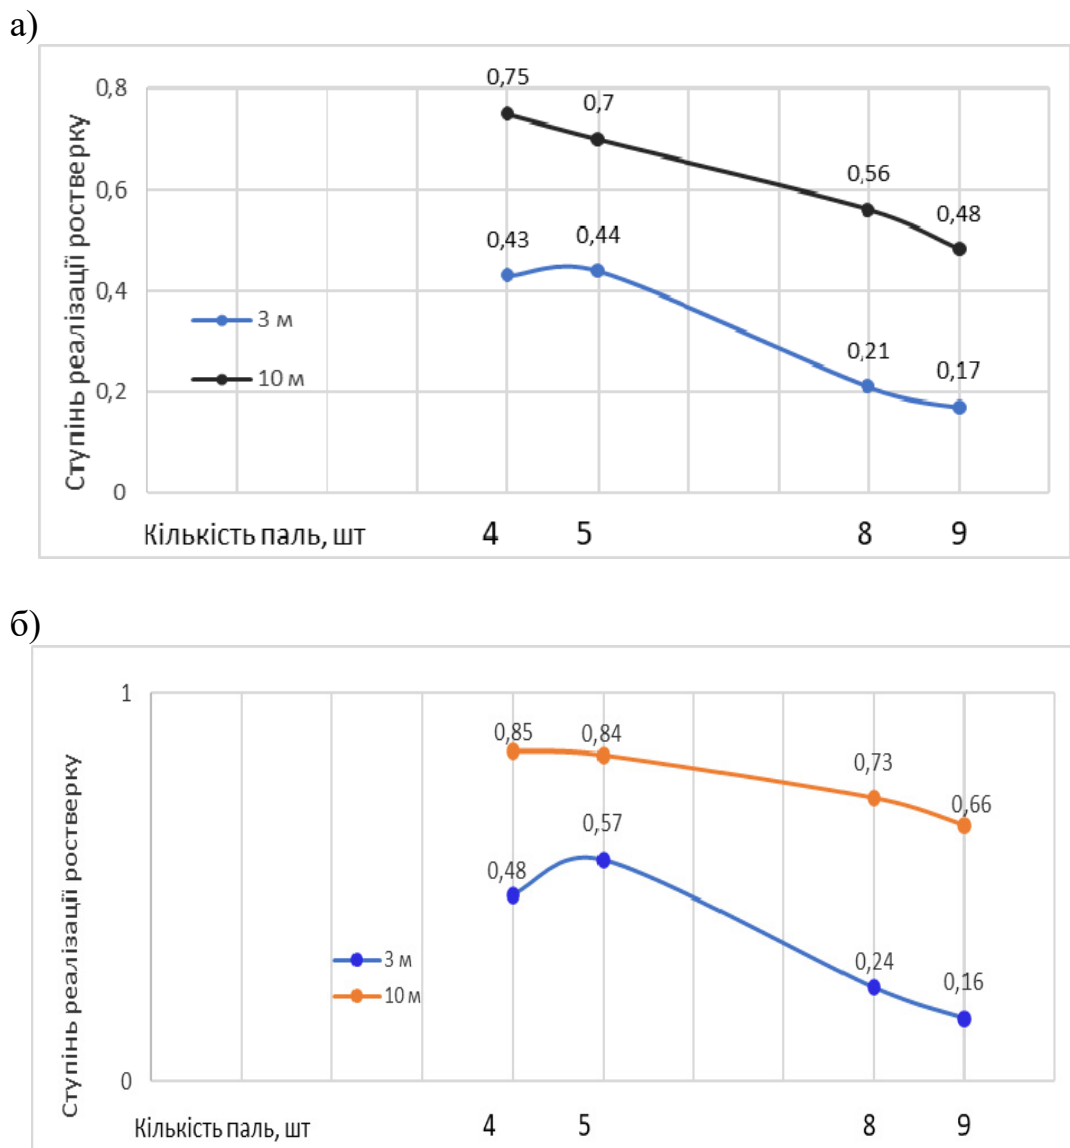 а)
Ступінь реалізації ростверку
0,8
0,6
0,4
0,2
0
0,75
0,7
0,56
0,48
0,43
0,44
0,21
0,17
3 м
10 м
Кількість паль, шт 4 5 8 9
б)
Ступінь реалізації ростверку
1
0
0,85
0,84
0,73
0,66
0,48
0,57
0,24
0,16
3 м
10 м
Кількість паль, шт 4 5 8 9